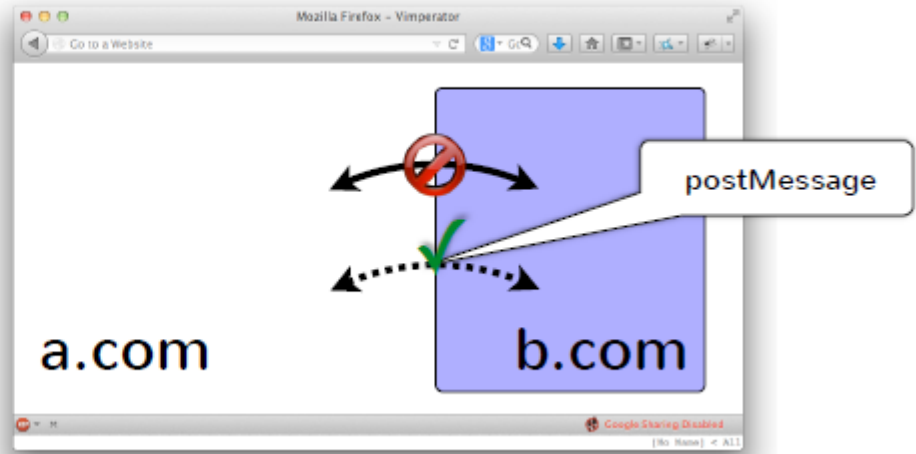 Mozilla Firefox - Vimperator
Go to a Website
postMessage
a.com
b.com
Google Sharing Disabled
[No Name] < All